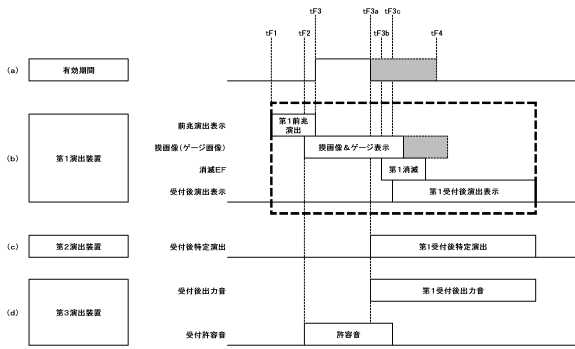 tF3 tF3a tF3c
tF1 tF2 tF3b tF4
(a) 有効期間
(b) 第1演出装置
前兆演出表示 第1前兆演出
換画像(ゲージ画像) 換画像&ゲージ表示
消滅EF 第1消滅
受付後演出表示 第1受付後演出表示
(c) 第2演出装置 受付後特定演出 第1受付後特定演出
(d) 第3演出装置
受付後出力音 第1受付後出力音
受付許容音 許容音